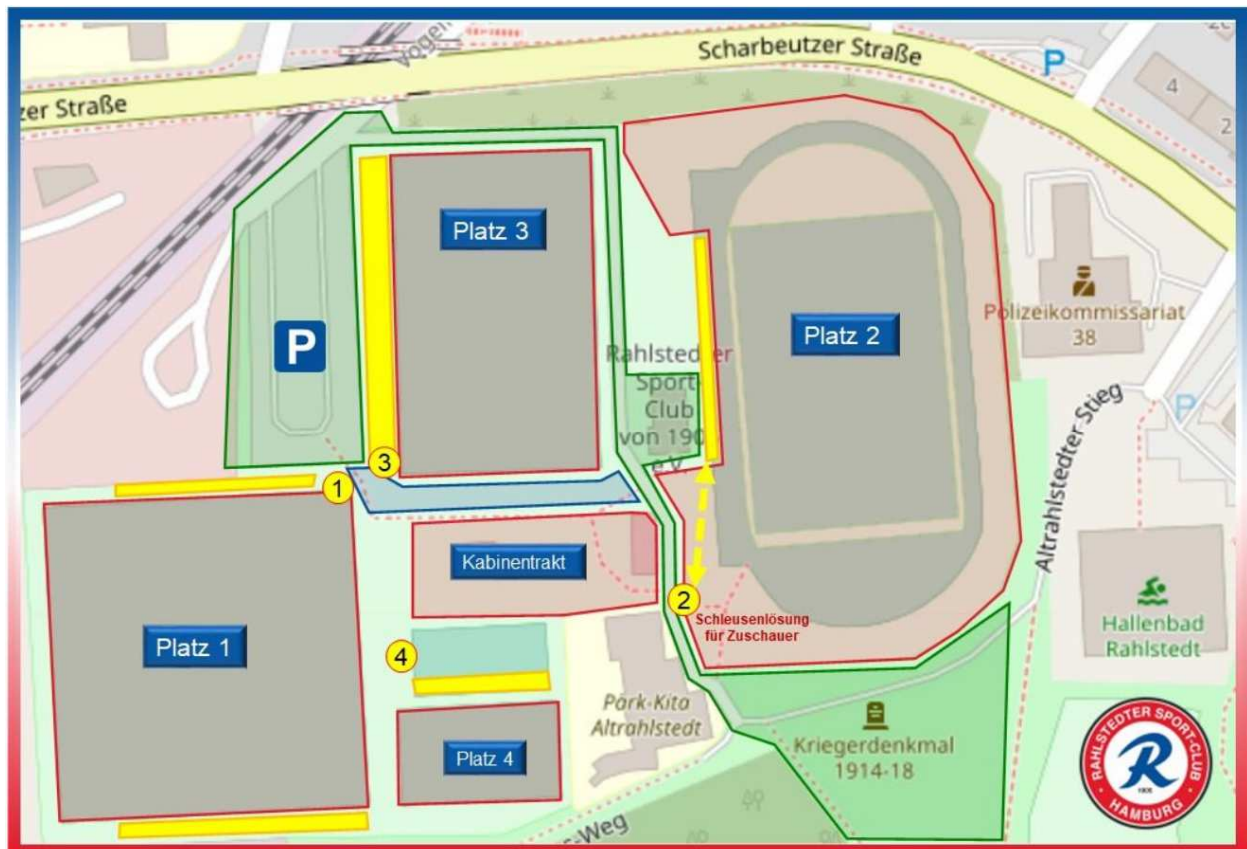 Scharbeutzer Straße
zer Straße
P
4
2
Platz 3
Platz 2
P
Polizeikommissariat
38
Rahlstedter
Sport-
Club
von 190
e.V.
P
Altrahlstedter Stieg
3
1
Kabinentrakt
2
Schleusenlösung
für Zuschauer
Hallenbad
Rahlstedt
Platz 1
4
Park-Kita
Altrahlstedt
Kriegerdenkmal
1914-18
Platz 4
s-Weg
RAHLSTEDTER SPORT-CLUB
R
1905
HAMBURG